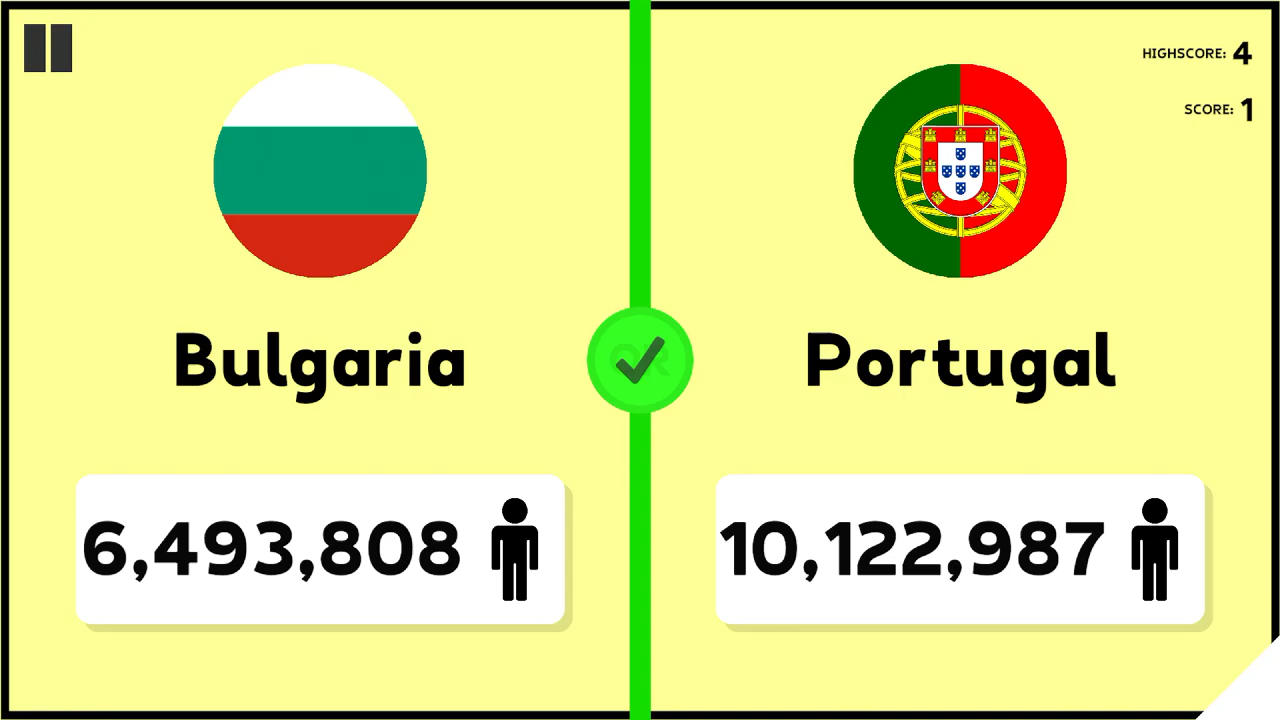 HIGHSCORE: 4
SCORE: 1
Bulgaria
Portugal
6,493,808
10,122,987